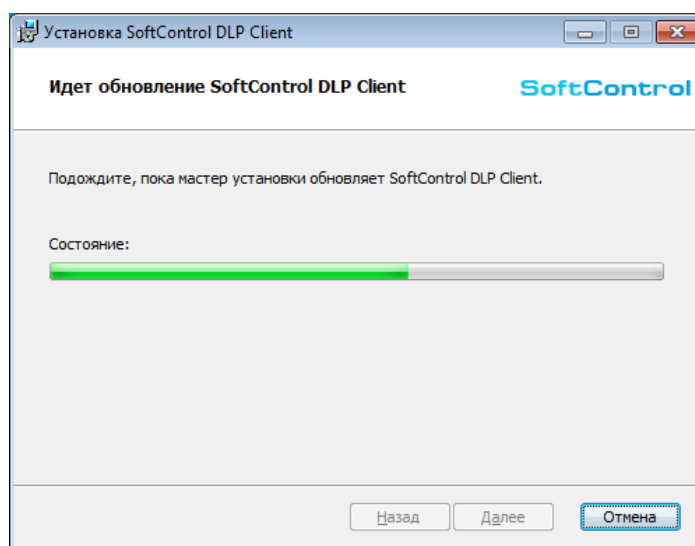 Установка SoftControl DLP Client
Идет обновление SoftControl DLP Client
SoftControl
Подождите, пока мастер установки обновляет SoftControl DLP Client.
Состояние:
Назад
Далее
Отмена